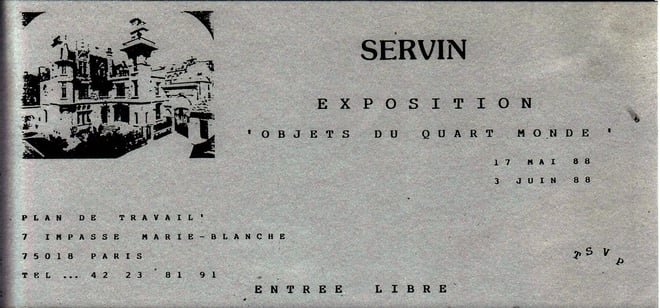 SERVIN
EXPOSITION
'OBJETS DU QUART MONDE'
17 MAI 88
3 JUIN 88
PLAN DE TRAVAIL'
7 IMPASSE MARIE-BLANCHE
75018 PARIS
TEL ... 42 23 81 91
TSVP
ENTREE LIBRE